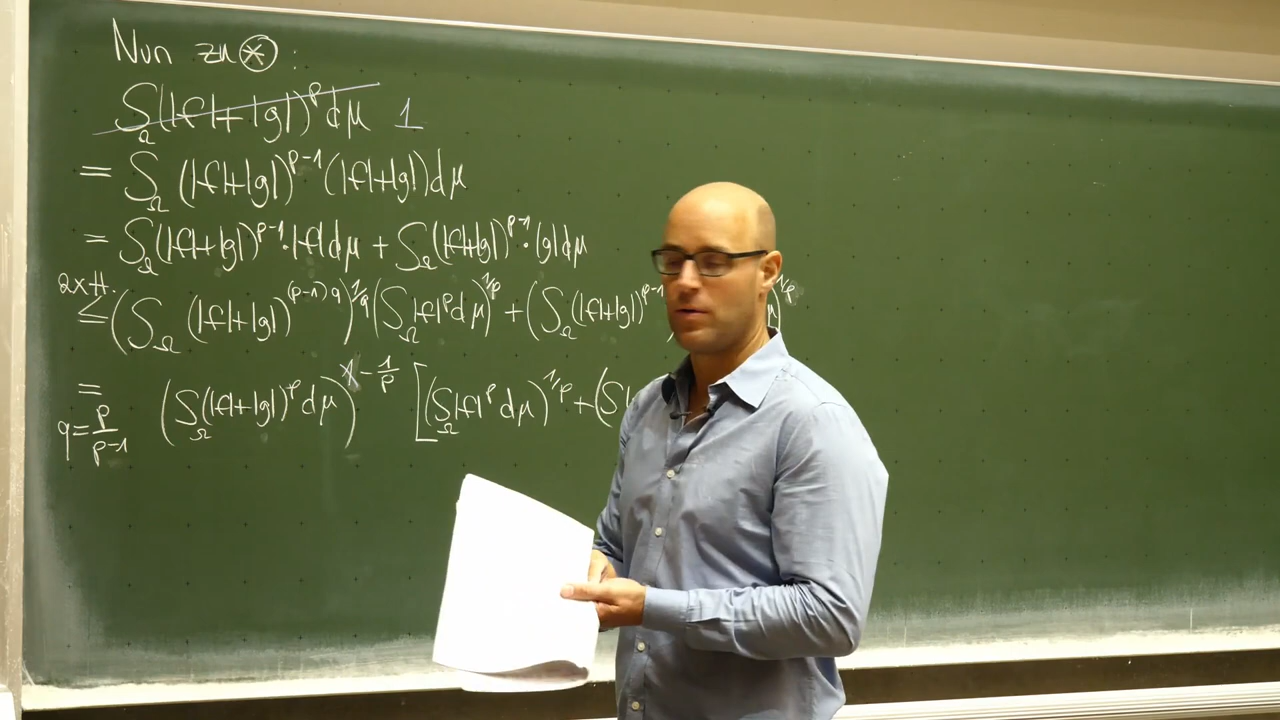 Nun zu ⊛ :
∫_Ω (|f|+|g|)^p dμ 1
= ∫_Ω (|f|+|g|)^{p-1} (|f|+|g|) dμ
= ∫_Ω (|f|+|g|)^{p-1} · |f| dμ + ∫_Ω (|f|+|g|)^{p-1} · |g| dμ
2x H. ≤ (∫_Ω (|f|+|g|)^{(p-1)q})^{1/q} (∫_Ω |f|^p dμ)^{1/p} + (∫_Ω (|f|+|g|)^{p-1 )^{1/p}
= (∫_Ω (|f|+|g|)^p dμ)^{1-1/p} [(∫_Ω |f|^p dμ)^{1/p} + (∫
q = p/(p-1)